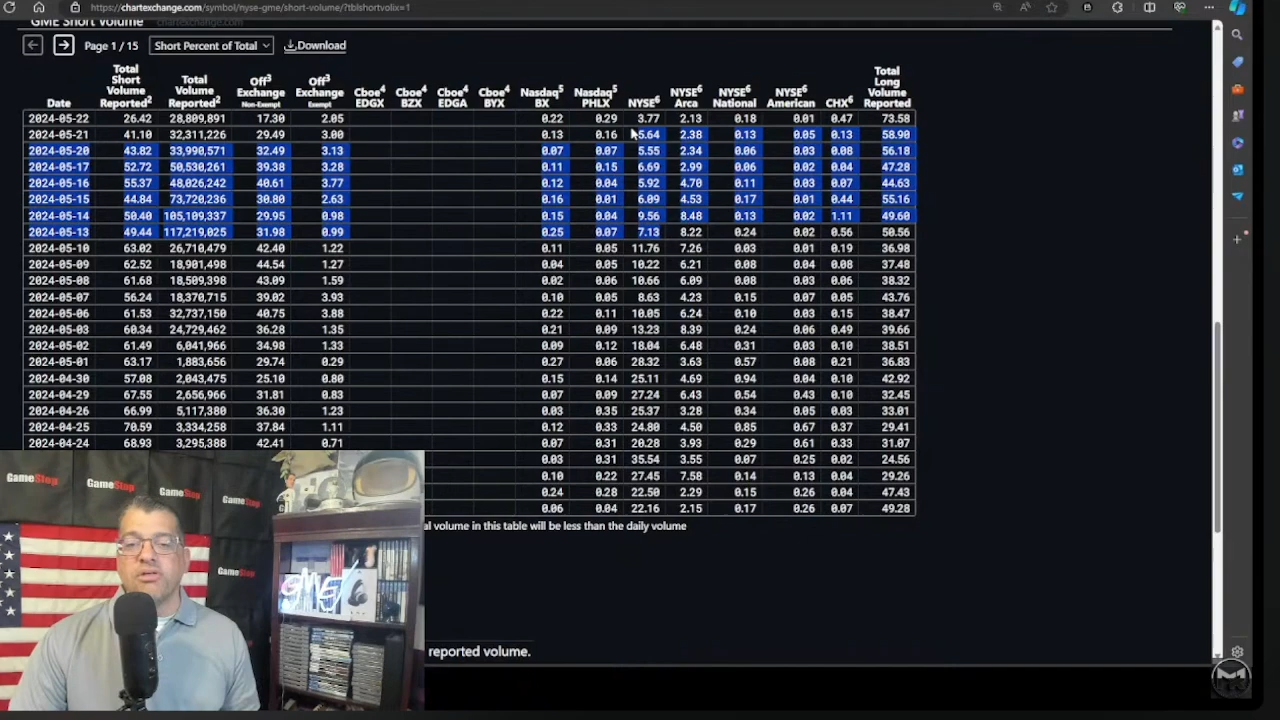 https://chartexchange.com/symbol/nyse-gme/short-volume/?tblshortvolix=1
GME Short Volume chartexchange.com
Page 1 / 15 Short Percent of Total Download
Date Total Short Volume Reported2 Total Volume Reported2 Off3 Exchange Non-Exempt Off3 Exchange Exempt Cboe4 EDGX Cboe4 BZX Cboe4 EDGA Cboe4 BYX Nasdaq5 BX Nasdaq5 PHLX NYSE6 NYSE6 Arca NYSE6 National NYSE6 American CHX6 Total Long Volume Reported
2024-05-22 26.42 28,809,891 17.30 2.05 0.22 0.29 3.77 2.13 0.18 0.01 0.47 73.58
2024-05-21 41.10 32,311,226 29.49 3.00 0.13 0.16 5.64 2.38 0.13 0.05 0.13 58.90
2024-05-20 43.82 33,990,571 32.49 3.13 0.07 0.07 5.55 2.34 0.06 0.03 0.08 56.18
2024-05-17 52.72 50,530,261 39.38 3.28 0.11 0.15 6.69 2.99 0.06 0.02 0.04 47.28
2024-05-16 55.37 48,026,242 40.61 3.77 0.12 0.04 5.92 4.70 0.11 0.03 0.07 44.63
2024-05-15 44.84 73,720,236 30.80 2.63 0.16 0.01 6.09 4.53 0.17 0.01 0.44 55.16
2024-05-14 50.40 105,109,337 29.95 0.98 0.15 0.04 9.56 8.48 0.13 0.02 1.11 49.60
2024-05-13 49.44 117,219,025 31.98 0.99 0.25 0.07 7.13 8.22 0.24 0.02 0.56 50.56
2024-05-10 63.02 26,710,479 42.40 1.22 0.11 0.05 11.76 7.26 0.03 0.01 0.19 36.98
2024-05-09 62.52 18,901,498 44.54 1.27 0.04 0.05 10.22 6.21 0.08 0.04 0.08 37.48
2024-05-08 61.68 18,509,398 43.09 1.59 0.02 0.06 10.66 6.09 0.08 0.03 0.06 38.32
2024-05-07 56.24 18,370,715 39.02 3.93 0.10 0.05 8.63 4.23 0.15 0.07 0.05 43.76
2024-05-06 61.53 32,737,150 40.75 3.88 0.22 0.11 10.05 6.24 0.10 0.03 0.15 38.47
2024-05-03 60.34 24,729,462 36.28 1.35 0.21 0.09 13.23 8.39 0.24 0.06 0.49 39.66
2024-05-02 61.49 6,041,966 34.98 1.33 0.09 0.12 18.04 6.48 0.31 0.03 0.10 38.51
2024-05-01 63.17 1,883,656 29.74 0.29 0.27 0.06 28.32 3.63 0.57 0.08 0.21 36.83
2024-04-30 57.08 2,043,475 25.10 0.80 0.15 0.14 25.11 4.69 0.94 0.04 0.10 42.92
2024-04-29 67.55 2,656,966 31.81 0.83 0.07 0.09 27.24 6.43 0.54 0.43 0.10 32.45
2024-04-26 66.99 5,117,380 36.30 1.23 0.03 0.35 25.37 3.28 0.34 0.05 0.03 33.01
2024-04-25 70.59 3,334,258 37.84 1.11 0.12 0.33 24.80 4.50 0.85 0.67 0.37 29.41
2024-04-24 68.93 3,295,388 42.41 0.71 0.07 0.31 20.28 3.93 0.29 0.61 0.33 31.07
0.03 0.31 35.54 3.55 0.07 0.25 0.02 24.56
0.10 0.22 27.45 7.58 0.14 0.13 0.04 29.26
0.24 0.28 22.50 2.29 0.15 0.26 0.04 47.43
0.06 0.04 22.16 2.15 0.17 0.26 0.07 49.28
al volume in this table will be less than the daily volume
reported volume.
GameStop GameStop GameStop GameStop
GameStop
GME